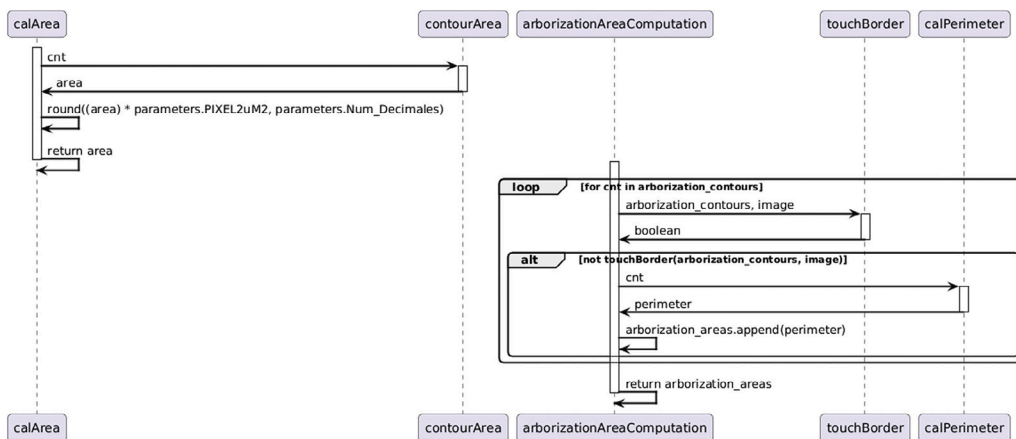 calArea contourArea arborizationAreaComputation touchBorder calPerimeter
cnt
area
round((area) * parameters.PIXEL2uM2, parameters.Num_Decimales)
return area
loop [for cnt in arborization_contours]
arborization_contours, image
boolean
alt [not touchBorder(arborization_contours, image)]
cnt
perimeter
arborization_areas.append(perimeter)
return arborization_areas
calArea contourArea arborizationAreaComputation touchBorder calPerimeter